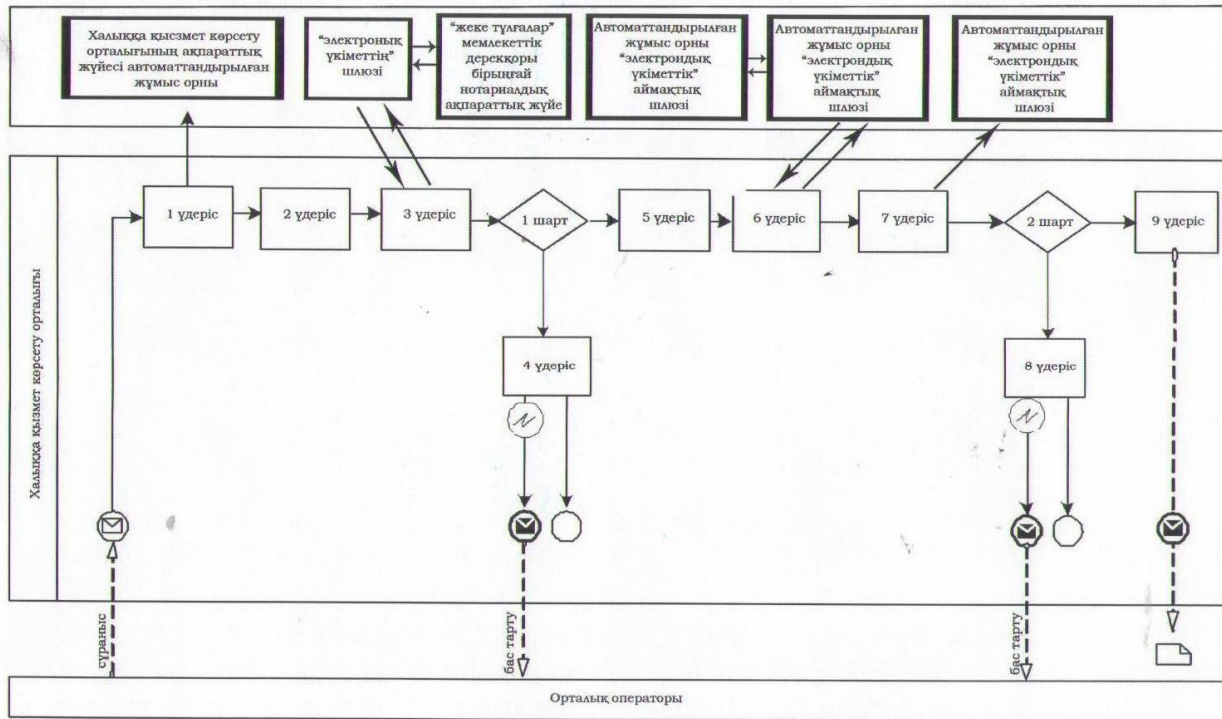 Халыққа қысзмет көрсету
орталығының ақпараттық
жүйесі автоматтандырылған
жұмыс орны
“электроның
үкіметтің”
шлюзі
“жеке тұлғалар”
мемлекеттік
дерекқоры
бірыңғай
нотариалдық
ақпараттық жүйе
Автоматтандырылған
жұмыс орны
“электрондық
үкіметтік”
аймақтық
шлюзі
Автоматтандырылған
жұмыс орны
“электрондық
үкіметтік”
аймақтық
шлюзі
Автоматтандырылған
жұмыс орны
“электрондық
үкіметтік”
аймақтық
шлюзі
Халыққа қызмет көрсету орталығы
1 үдеріс
2 үдеріс
3 үдеріс
1 шарт
5 үдеріс
6 үдеріс
7 үдеріс
2 шарт
9 үдеріс
4 үдеріс
8 үдеріс
N
N
сұраныс
бас тарту
бас тарту
Орталық операторы